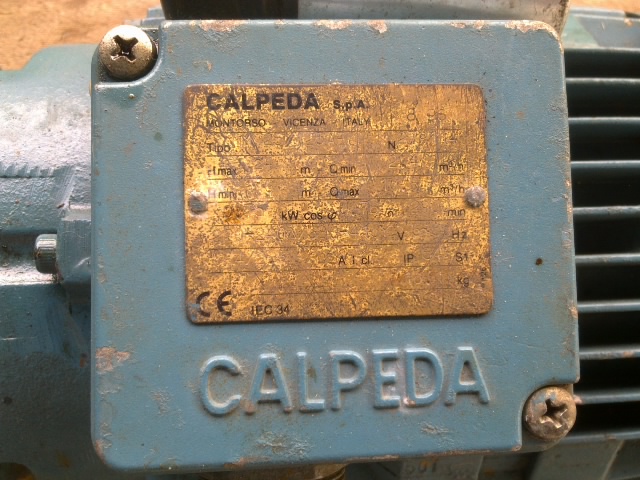 CALPEDA S.p.A.
MONTORSO VICENZA ITALY
Tipo N
H max m Q min m³/h
H min m Q max m³/h
kW cos φ n min
V Hz
A I.cl IP S1
kg
CE IEC 34
CALPEDA